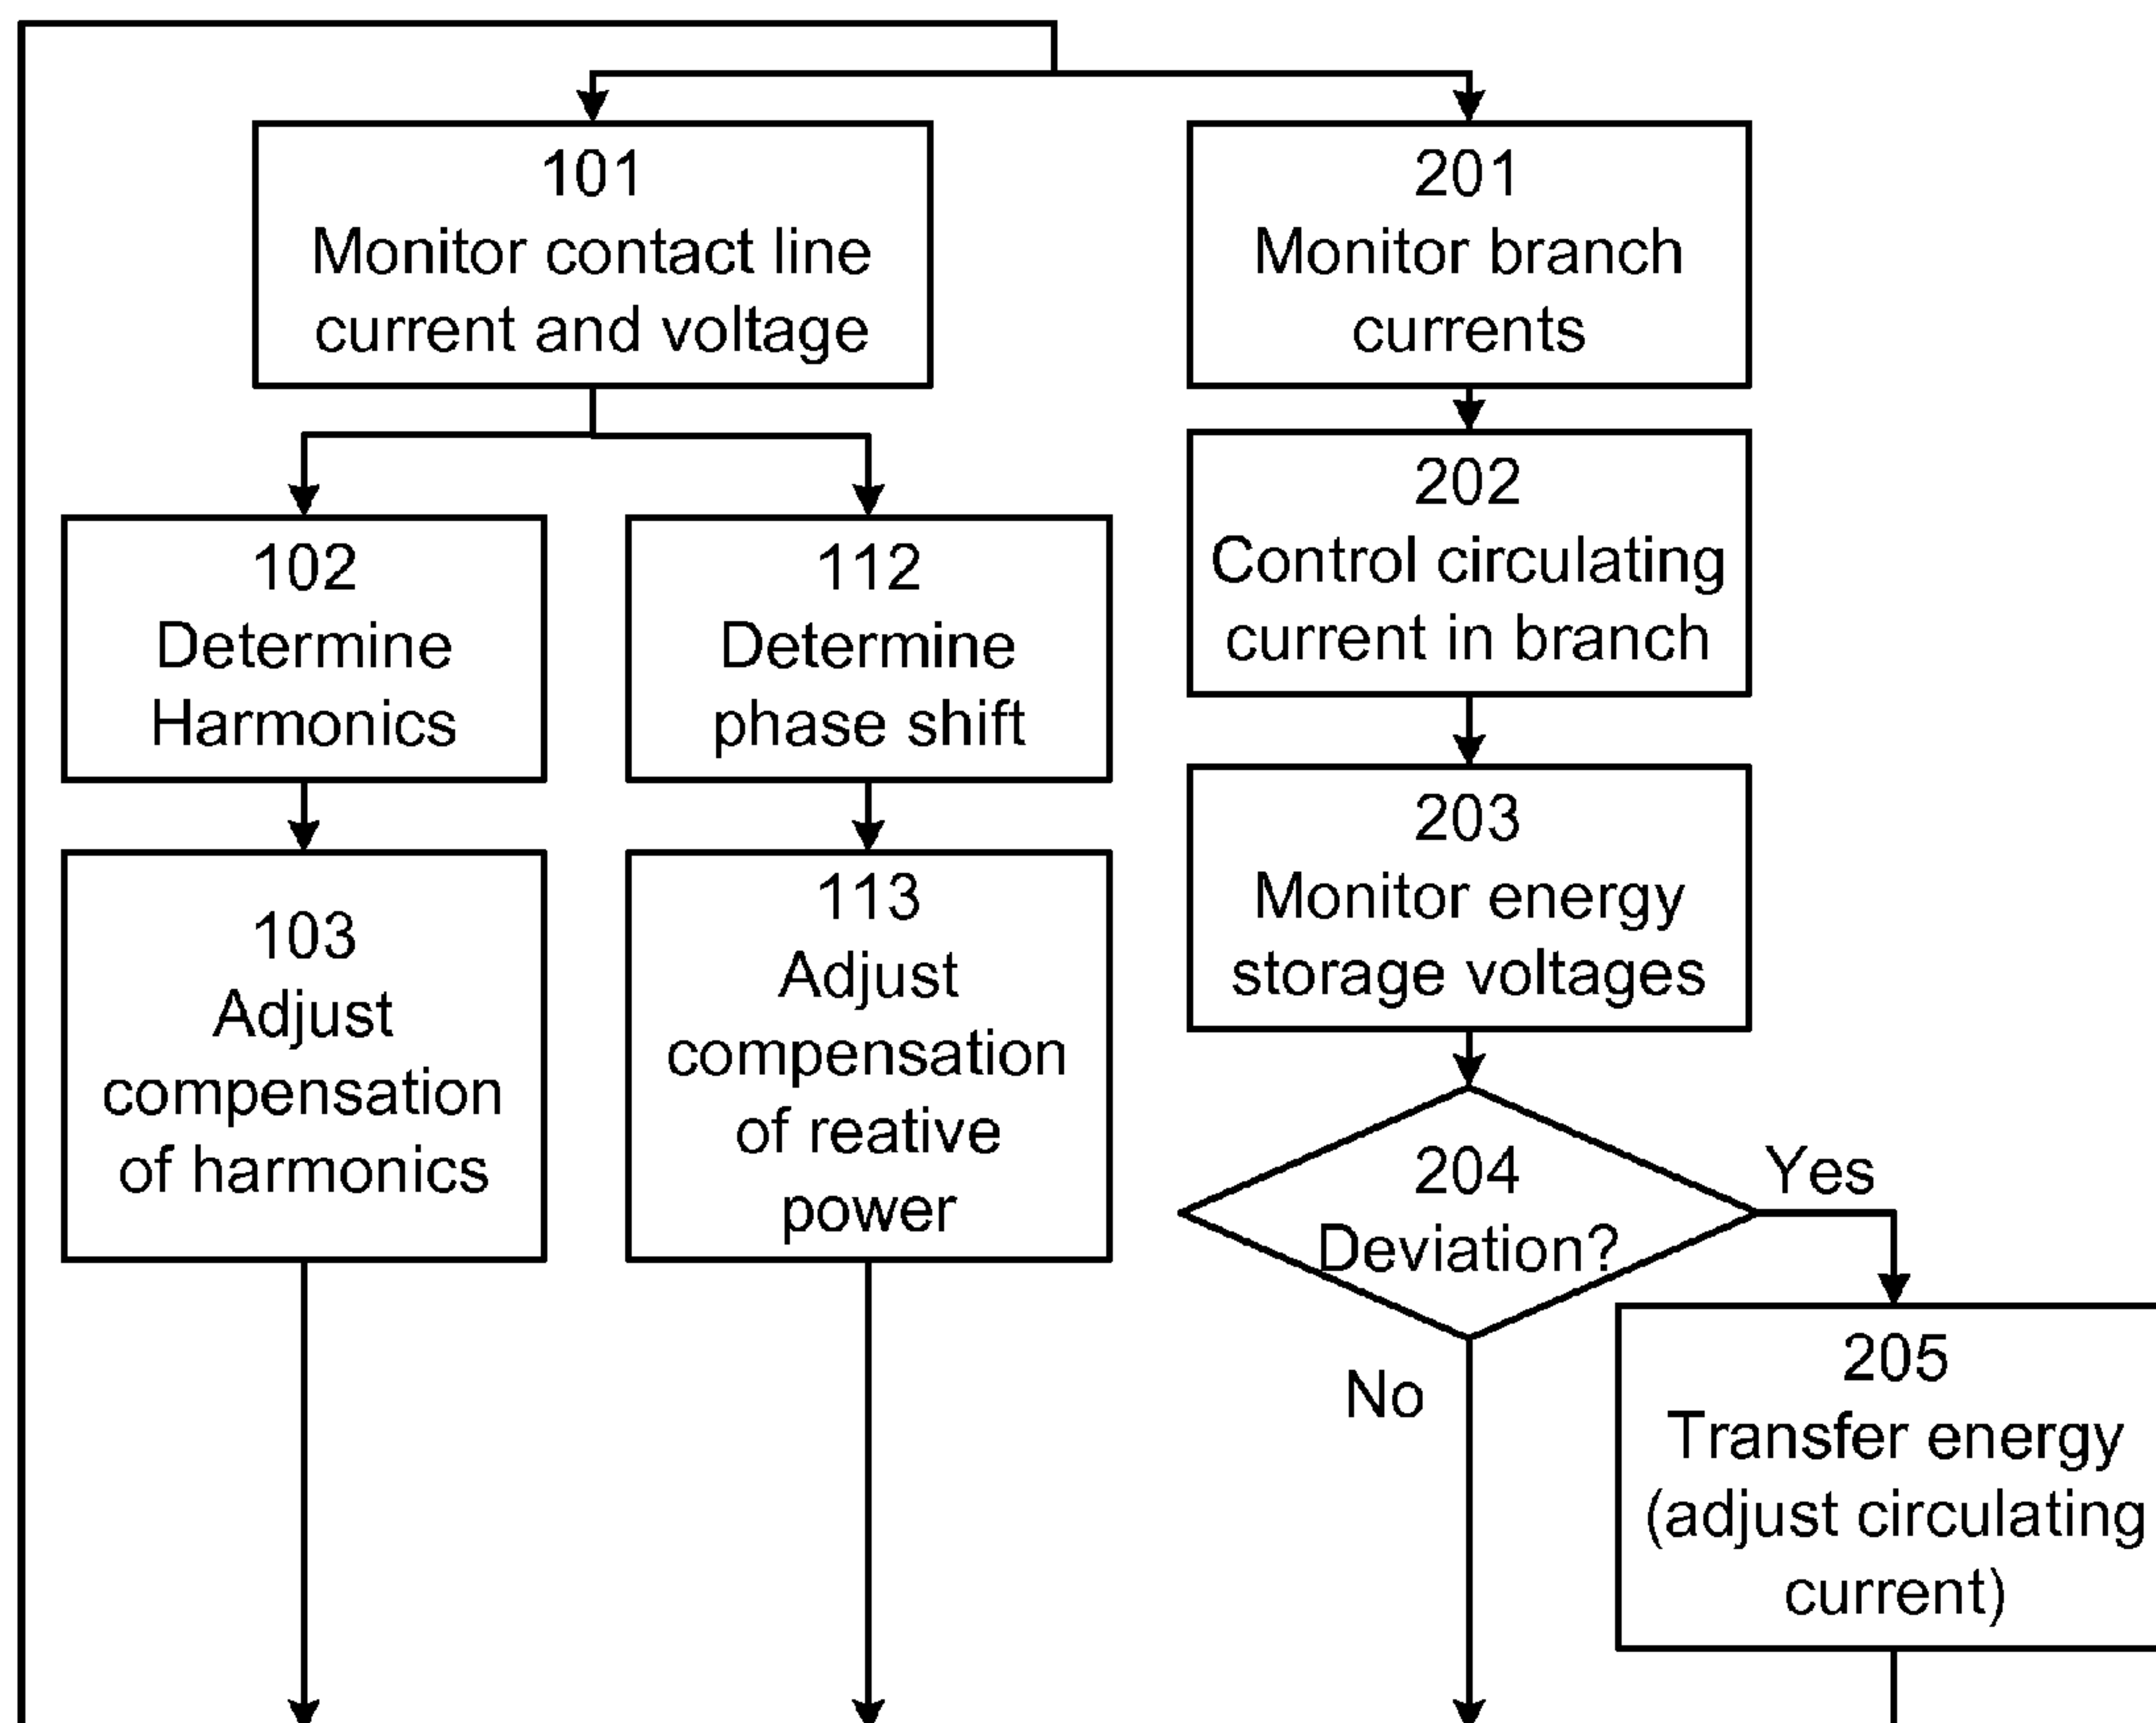 101
Monitor contact line
current and voltage
102
Determine
Harmonics
103
Adjust
compensation
of harmonics
112
Determine
phase shift
113
Adjust
compensation
of reative
power
201
Monitor branch
currents
202
Control circulating
current in branch
203
Monitor energy
storage voltages
204
Deviation?
Yes
No
205
Transfer energy
(adjust circulating
current)